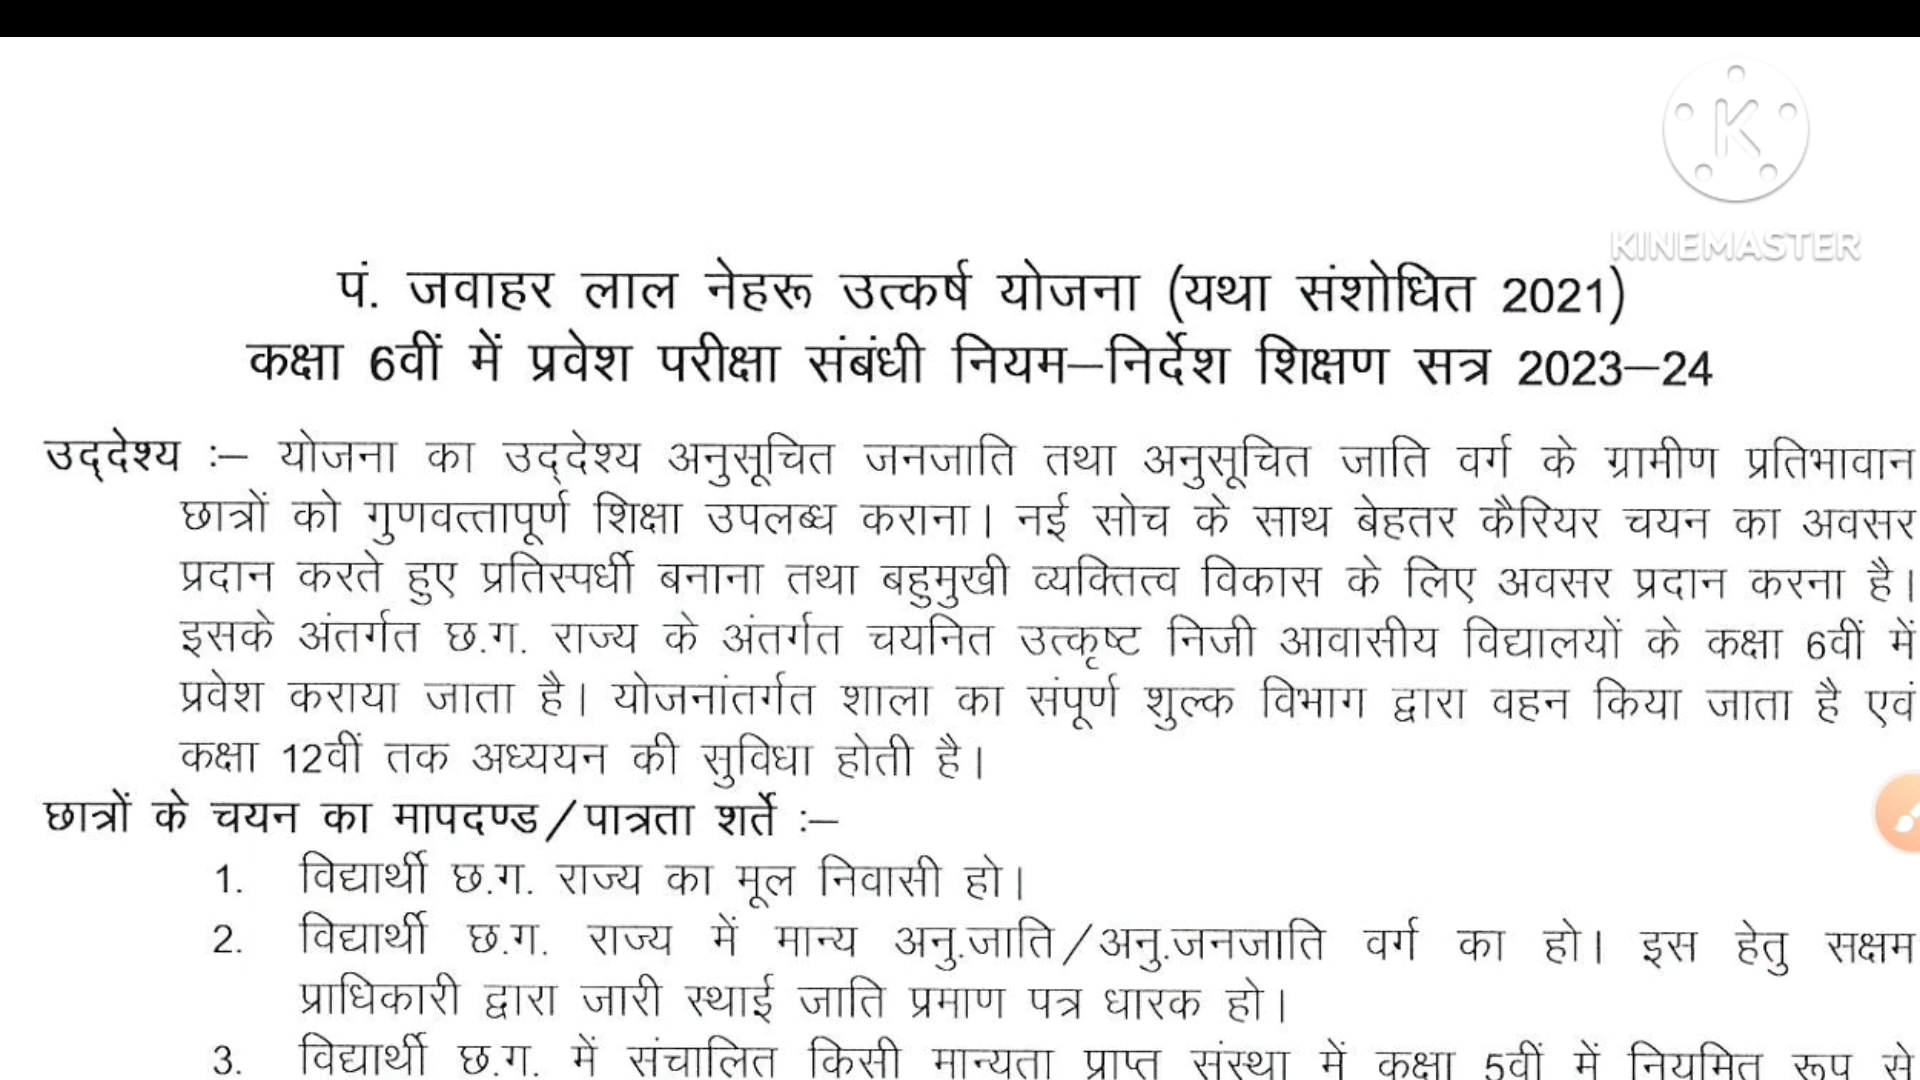 K
KINEMASTER
पं. जवाहर लाल नेहरू उत्कर्ष योजना (यथा संशोधित 2021)
कक्षा 6वीं में प्रवेश परीक्षा संबंधी नियम–निर्देश शिक्षण सत्र 2023–24
उद्देश्य :– योजना का उद्देश्य अनुसूचित जनजाति तथा अनुसूचित जाति वर्ग के ग्रामीण प्रतिभावान
छात्रों को गुणवत्तापूर्ण शिक्षा उपलब्ध कराना। नई सोच के साथ बेहतर कैरियर चयन का अवसर
प्रदान करते हुए प्रतिस्पर्धी बनाना तथा बहुमुखी व्यक्तित्व विकास के लिए अवसर प्रदान करना है।
इसके अंतर्गत छ.ग. राज्य के अंतर्गत चयनित उत्कृष्ट निजी आवासीय विद्यालयों के कक्षा 6वीं में
प्रवेश कराया जाता है। योजनांतर्गत शाला का संपूर्ण शुल्क विभाग द्वारा वहन किया जाता है एवं
कक्षा 12वीं तक अध्ययन की सुविधा होती है।
छात्रों के चयन का मापदण्ड/पात्रता शर्ते :–
1. विद्यार्थी छ.ग. राज्य का मूल निवासी हो।
2. विद्यार्थी छ.ग. राज्य में मान्य अनु.जाति/अनु.जनजाति वर्ग का हो। इस हेतु सक्षम
प्राधिकारी द्वारा जारी स्थाई जाति प्रमाण पत्र धारक हो।
3. विद्यार्थी छ.ग. में संचालित किसी मान्यता प्राप्त संस्था में कक्षा 5वीं में नियमित रूप से